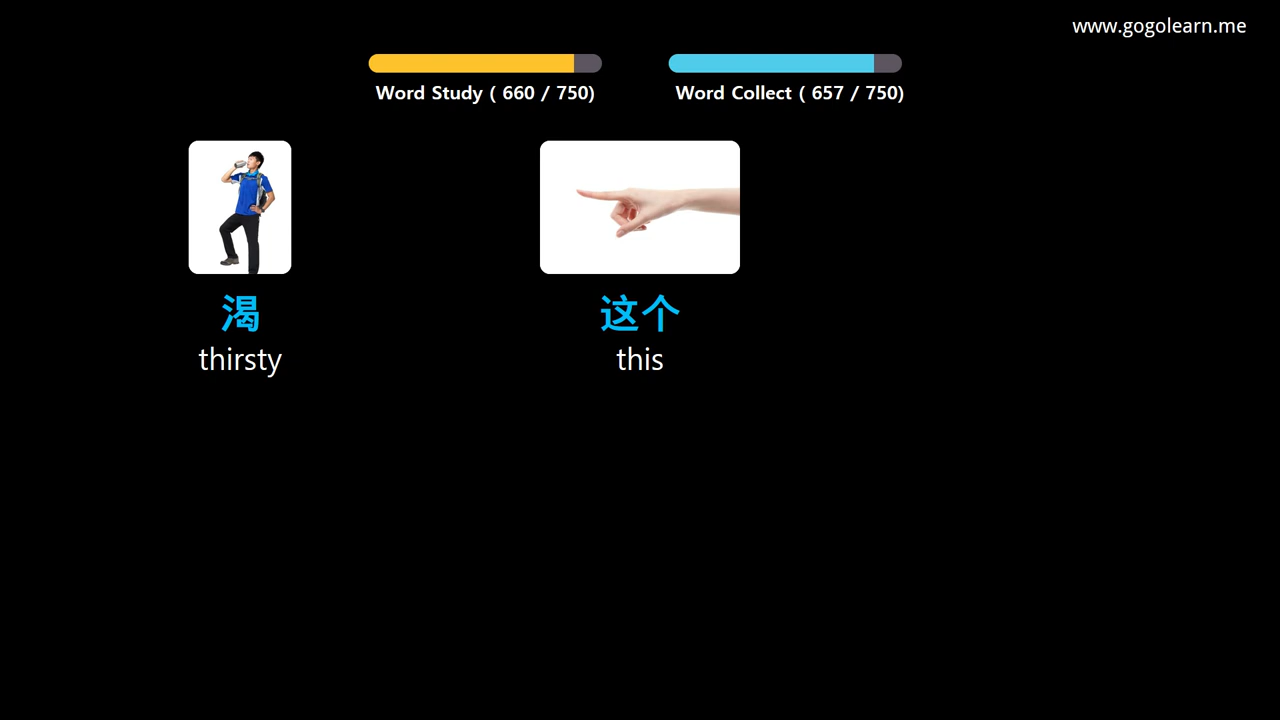 www.gogolearn.me
Word Study ( 660 / 750)
Word Collect ( 657 / 750)
渴
thirsty
这个
this